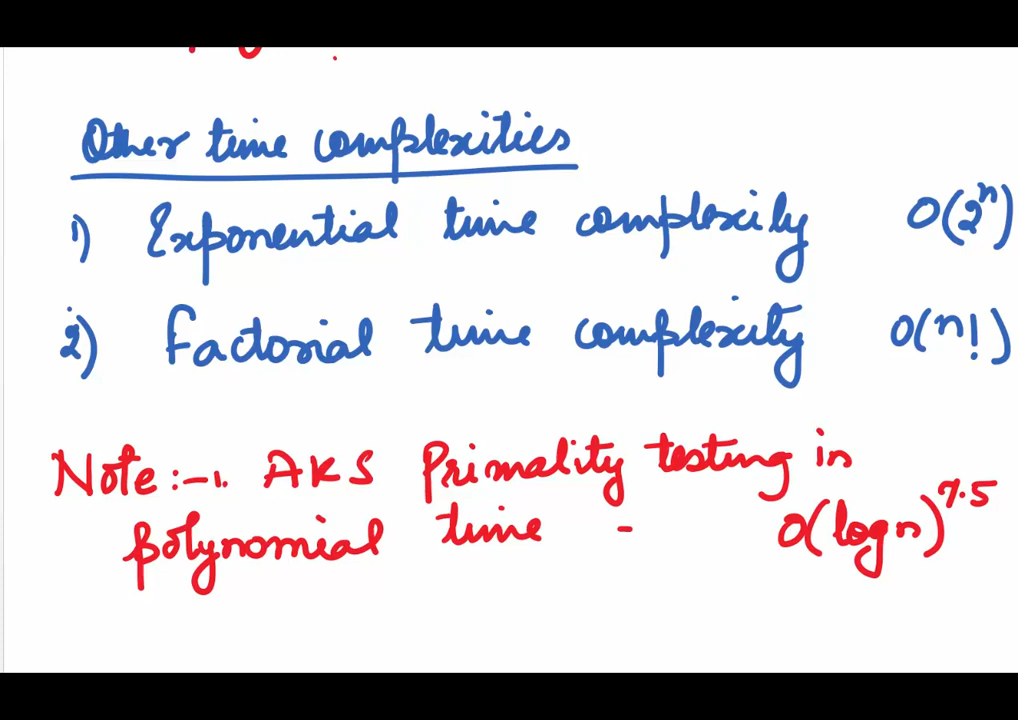 Other time complexities
1) Exponential time complexity O(2^n)
2) Factorial time complexity O(n!)
Note :- 1. AKS Primality testing in
polynomial time - O(log n)^7.5